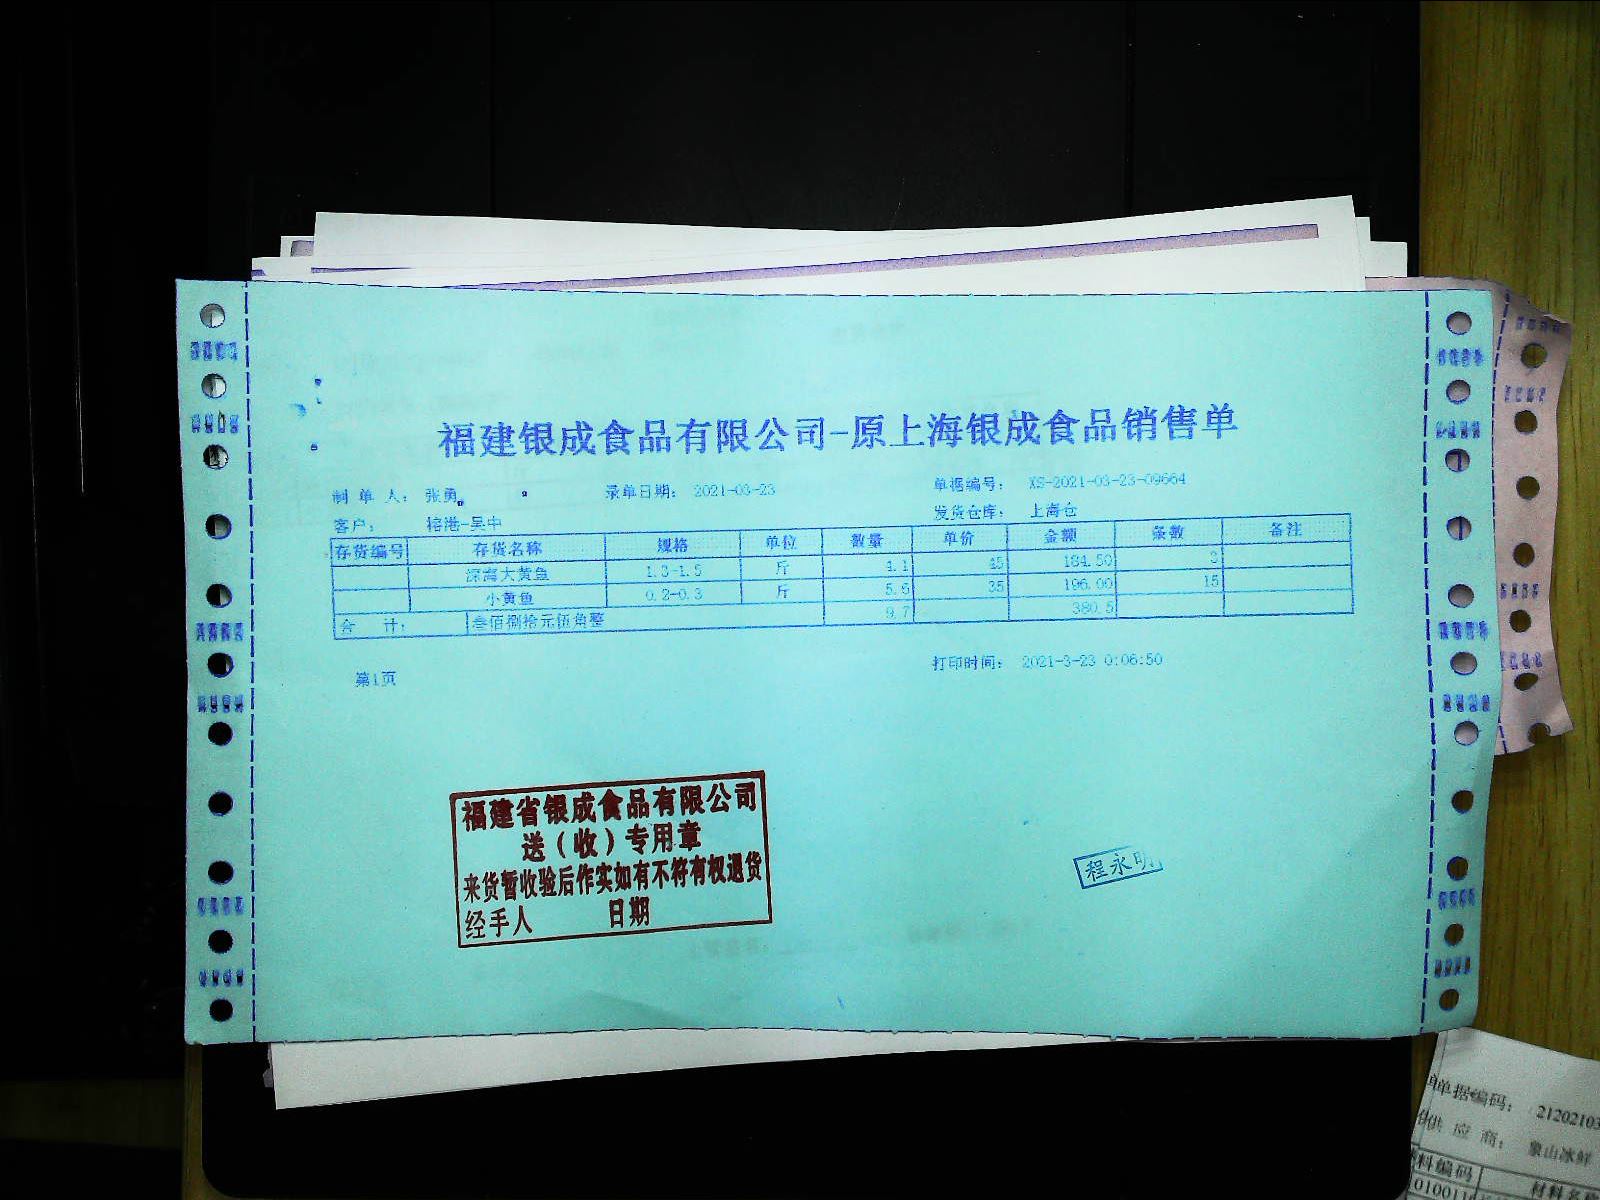 福建银成食品有限公司-原上海银成食品销售单
制 单 人： 张勇 录单日期： 2021-03-23 单据编号： XS-2021-03-23-09664
客户： 榕港-吴中 发货仓库： 上海仓
存货编号 存货名称 规格 单位 数量 单价 金额 条数 备注
深海大黄鱼 1.3-1.5 斤 4.1 45 184.50 3
小黄鱼 0.2-0.3 斤 5.6 35 196.00 15
合 计： 叁佰捌拾元伍角整 9.7 380.5
第1页 打印时间： 2021-3-23 0:06:50
福建省银成食品有限公司
送（收）专用章
来货暂收验后作实如有不符有权退货
经手人 日期
程永明
单据编码： 21202103
供 应 商： 象山冰鲜
料编码